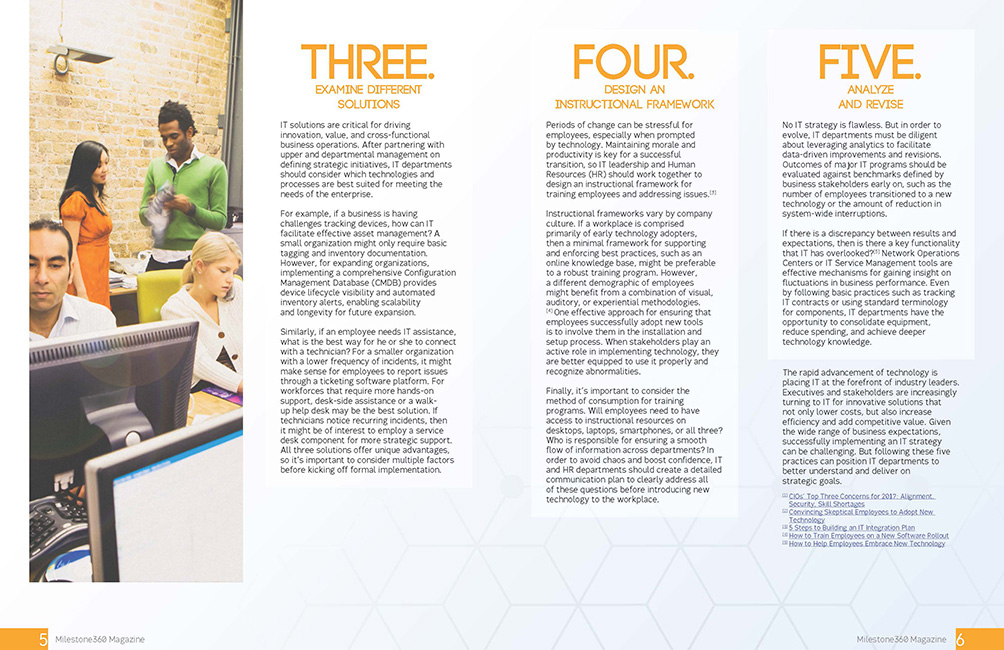 THREE.
EXAMINE DIFFERENT
SOLUTIONS
IT solutions are critical for driving
innovation, value, and cross-functional
business operations. After partnering with
upper and departmental management on
defining strategic initiatives, IT departments
should consider which technologies and
processes are best suited for meeting the
needs of the enterprise.
For example, if a business is having
challenges tracking devices, how can IT
facilitate effective asset management? A
small organization might only require basic
tagging and inventory documentation.
However, for expanding organizations,
implementing a comprehensive Configuration
Management Database (CMDB) provides
device lifecycle visibility and automated
inventory alerts, enabling scalability
and longevity for future expansion.
Similarly, if an employee needs IT assistance,
what is the best way for he or she to connect
with a technician? For a smaller organization
with a lower frequency of incidents, it might
make sense for employees to report issues
through a ticketing software platform. For
workforces that require more hands-on
support, desk-side assistance or a walk-
up help desk may be the best solution. If
technicians notice recurring incidents, then
it might be of interest to employ a service
desk component for more strategic support.
All three solutions offer unique advantages,
so it's important to consider multiple factors
before kicking off formal implementation.
FOUR.
DESIGN AN
INSTRUCTIONAL FRAMEWORK
Periods of change can be stressful for
employees, especially when prompted
by technology. Maintaining morale and
productivity is key for a successful
transition, so IT leadership and Human
Resources (HR) should work together to
design an instructional framework for
training employees and addressing issues.[3]
Instructional frameworks vary by company
culture. If a workplace is comprised
primarily of early technology adopters,
then a minimal framework for supporting
and enforcing best practices, such as an
online knowledge base, might be preferable
to a robust training program. However,
a different demographic of employees
might benefit from a combination of visual,
auditory, or experiential methodologies.
[4] One effective approach for ensuring that
employees successfully adopt new tools
is to involve them in the installation and
setup process. When stakeholders play an
active role in implementing technology, they
are better equipped to use it properly and
recognize abnormalities.
Finally, it's important to consider the
method of consumption for training
programs. Will employees need to have
access to instructional resources on
desktops, laptops, smartphones, or all three?
Who is responsible for ensuring a smooth
flow of information across departments? In
order to avoid chaos and boost confidence, IT
and HR departments should create a detailed
communication plan to clearly address all
of these questions before introducing new
technology to the workplace.
FIVE.
ANALYZE
AND REVISE
No IT strategy is flawless. But in order to
evolve, IT departments must be diligent
about leveraging analytics to facilitate
data-driven improvements and revisions.
Outcomes of major IT programs should be
evaluated against benchmarks defined by
business stakeholders early on, such as the
number of employees transitioned to a new
technology or the amount of reduction in
system-wide interruptions.
If there is a discrepancy between results and
expectations, then is there a key functionality
that IT has overlooked?[5] Network Operations
Centers or IT Service Management tools are
effective mechanisms for gaining insight on
fluctuations in business performance. Even
by following basic practices such as tracking
IT contracts or using standard terminology
for components, IT departments have the
opportunity to consolidate equipment,
reduce spending, and achieve deeper
technology knowledge.
The rapid advancement of technology is
placing IT at the forefront of industry leaders.
Executives and stakeholders are increasingly
turning to IT for innovative solutions that
not only lower costs, but also increase
efficiency and add competitive value. Given
the wide range of business expectations,
successfully implementing an IT strategy
can be challenging. But following these five
practices can position IT departments to
better understand and deliver on
strategic goals.
[1] CIOs' Top Three Concerns for 2017: Alignment,
Security, Skill Shortages
[2] Convincing Skeptical Employees to Adopt New
Technology
[3] 5 Steps to Building an IT Integration Plan
[4] How to Train Employees on a New Software Rollout
[5] How to Help Employees Embrace New Technology
5 Milestone360 Magazine
Milestone360 Magazine 6